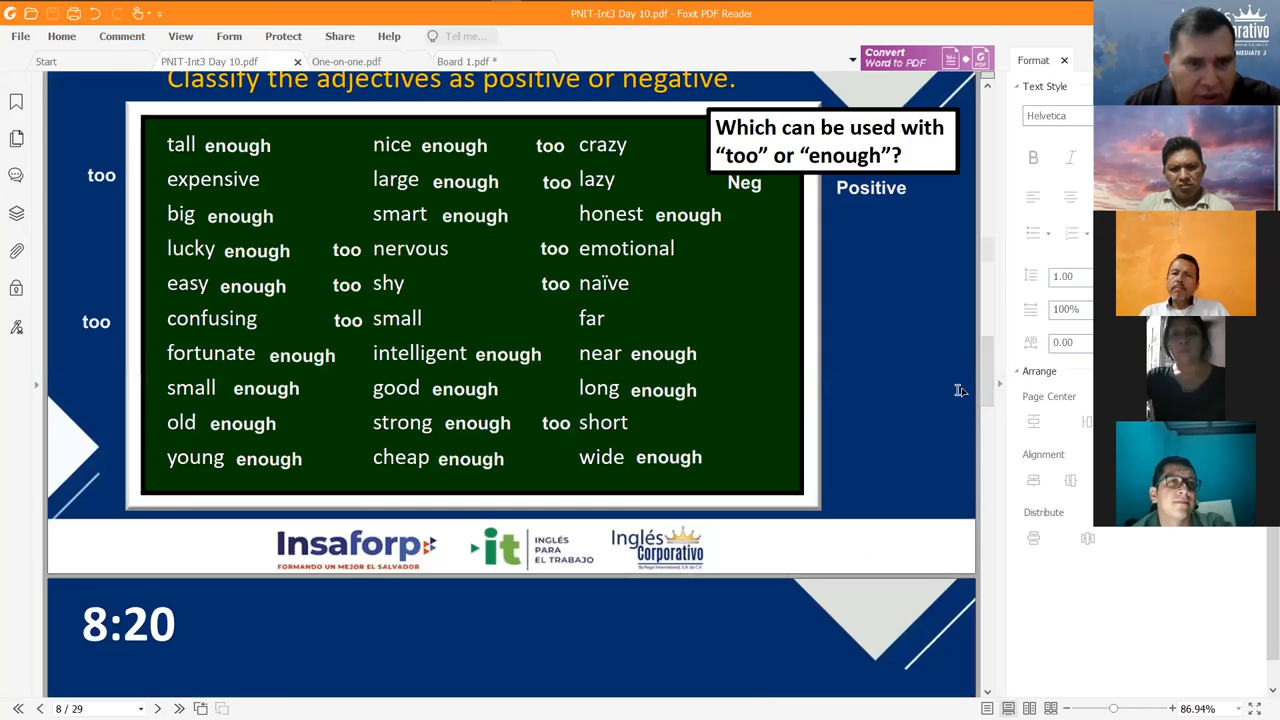 PNIT-Int3 Day 10.pdf - Foxit PDF Reader
File Home Comment View Form Protect Share Help Tell me...
Start PNIT-Int3 Day 10.pdf One-on-one.pdf Board 1.pdf *
Convert
Word to PDF
Classify the adjectives as positive or negative.
Which can be used with
“too” or “enough”?
Neg Positive
tall enough nice enough too crazy
too expensive large enough too lazy
big enough smart enough honest enough
lucky enough too nervous too emotional
easy enough too shy too naïve
too confusing too small far
fortunate enough intelligent enough near enough
small enough good enough long enough
old enough strong enough too short
young enough cheap enough wide enough
Insaforp
FORMANDO UN MEJOR EL SALVADOR
it
INGLÉS
PARA
EL TRABAJO
Inglés
Corporativo
8:20
Format
Text Style
Helvetica
B I
1.00
100%
0.00
Arrange
Page Center
Alignment
Distribute
8 / 29
86.94%